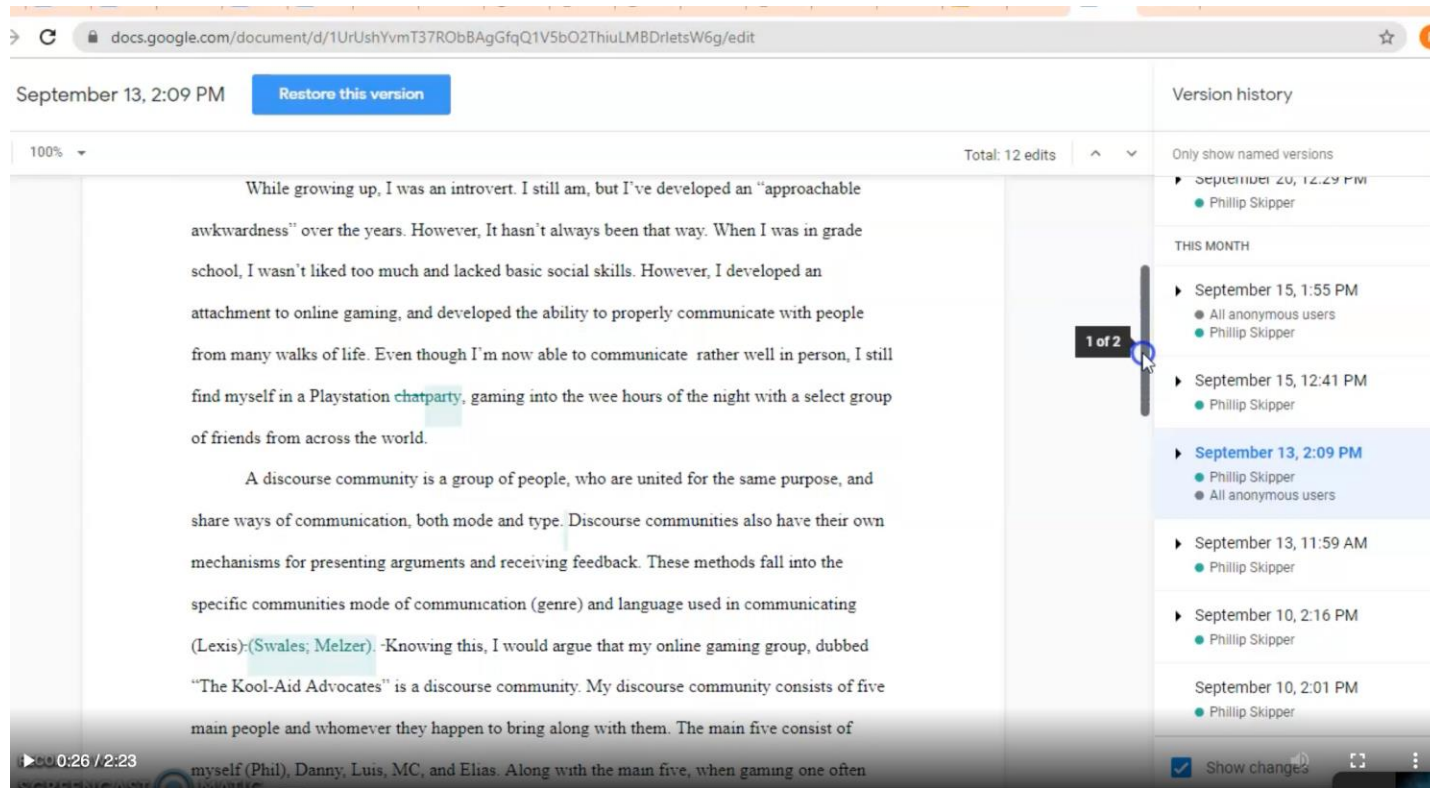 docs.google.com/document/d/1UrUshYvmT37RObBAgGfqQ1V5bO2ThiuLMBDrletsW6g/edit
September 13, 2:09 PM
Restore this version
Version history
100%
Total: 12 edits
Only show named versions
While growing up, I was an introvert. I still am, but I've developed an “approachable
awkwardness” over the years. However, It hasn't always been that way. When I was in grade
school, I wasn't liked too much and lacked basic social skills. However, I developed an
attachment to online gaming, and developed the ability to properly communicate with people
from many walks of life. Even though I'm now able to communicate rather well in person, I still
find myself in a Playstation chatparty, gaming into the wee hours of the night with a select group
of friends from across the world.
A discourse community is a group of people, who are united for the same purpose, and
share ways of communication, both mode and type. Discourse communities also have their own
mechanisms for presenting arguments and receiving feedback. These methods fall into the
specific communities mode of communication (genre) and language used in communicating
(Lexis).(Swales; Melzer). Knowing this, I would argue that my online gaming group, dubbed
“The Kool-Aid Advocates” is a discourse community. My discourse community consists of five
main people and whomever they happen to bring along with them. The main five consist of
myself (Phil), Danny, Luis, MC, and Elias. Along with the main five, when gaming one often
1 of 2
September 20, 12:29 PM
Phillip Skipper
THIS MONTH
September 15, 1:55 PM
All anonymous users
Phillip Skipper
September 15, 12:41 PM
Phillip Skipper
September 13, 2:09 PM
Phillip Skipper
All anonymous users
September 13, 11:59 AM
Phillip Skipper
September 10, 2:16 PM
Phillip Skipper
September 10, 2:01 PM
Phillip Skipper
Show changes
0:26 / 2:23